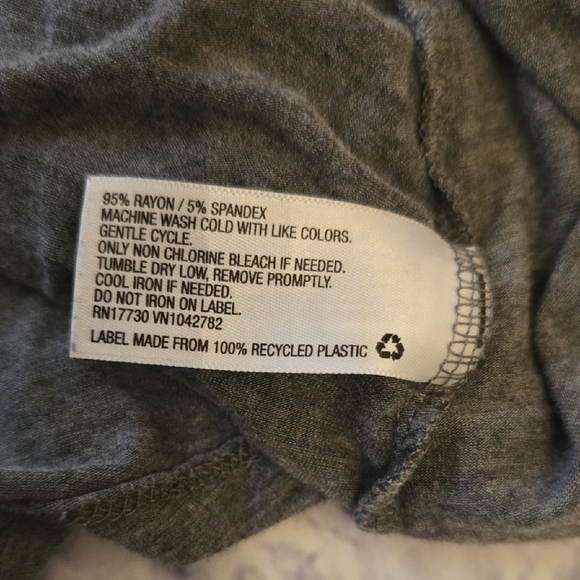 95% RAYON / 5% SPANDEX
MACHINE WASH COLD WITH LIKE COLORS.
GENTLE CYCLE.
ONLY NON CHLORINE BLEACH IF NEEDED.
TUMBLE DRY LOW, REMOVE PROMPTLY.
COOL IRON IF NEEDED.
DO NOT IRON ON LABEL.
RN17730 VN1042782
LABEL MADE FROM 100% RECYCLED PLASTIC